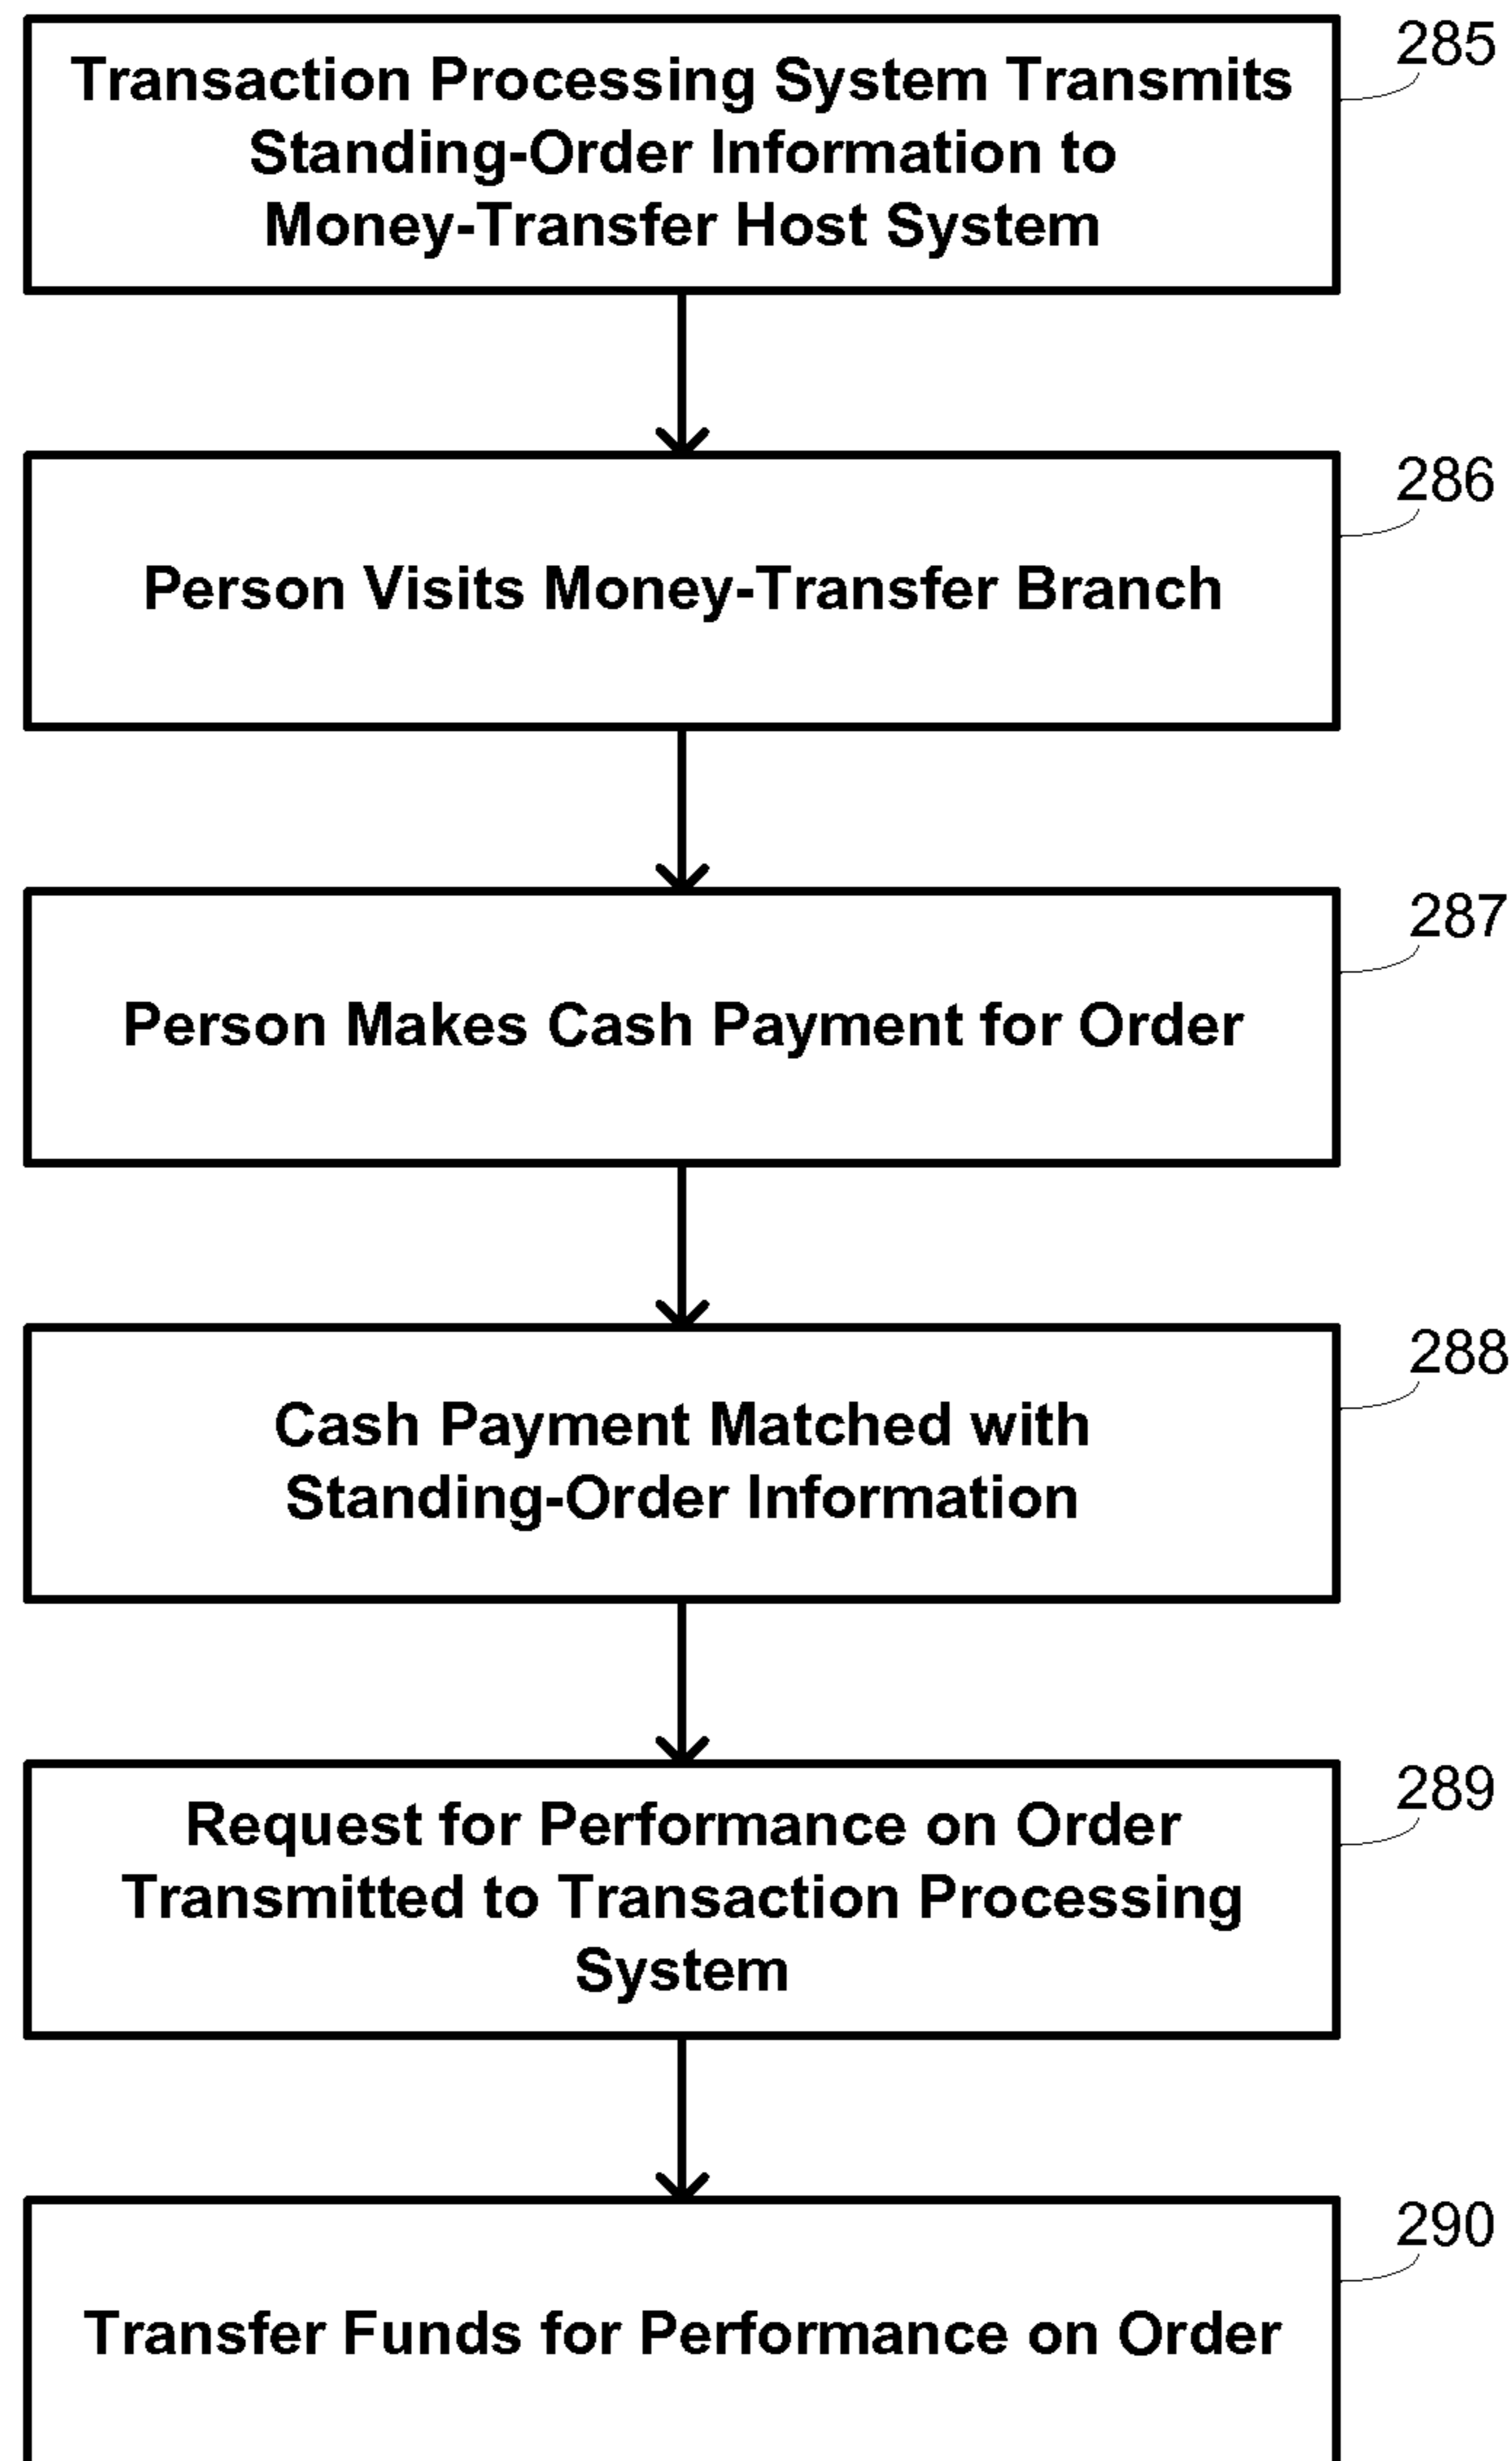 285
Transaction Processing System Transmits
Standing-Order Information to
Money-Transfer Host System
286
Person Visits Money-Transfer Branch
287
Person Makes Cash Payment for Order
288
Cash Payment Matched with
Standing-Order Information
289
Request for Performance on Order
Transmitted to Transaction Processing
System
290
Transfer Funds for Performance on Order